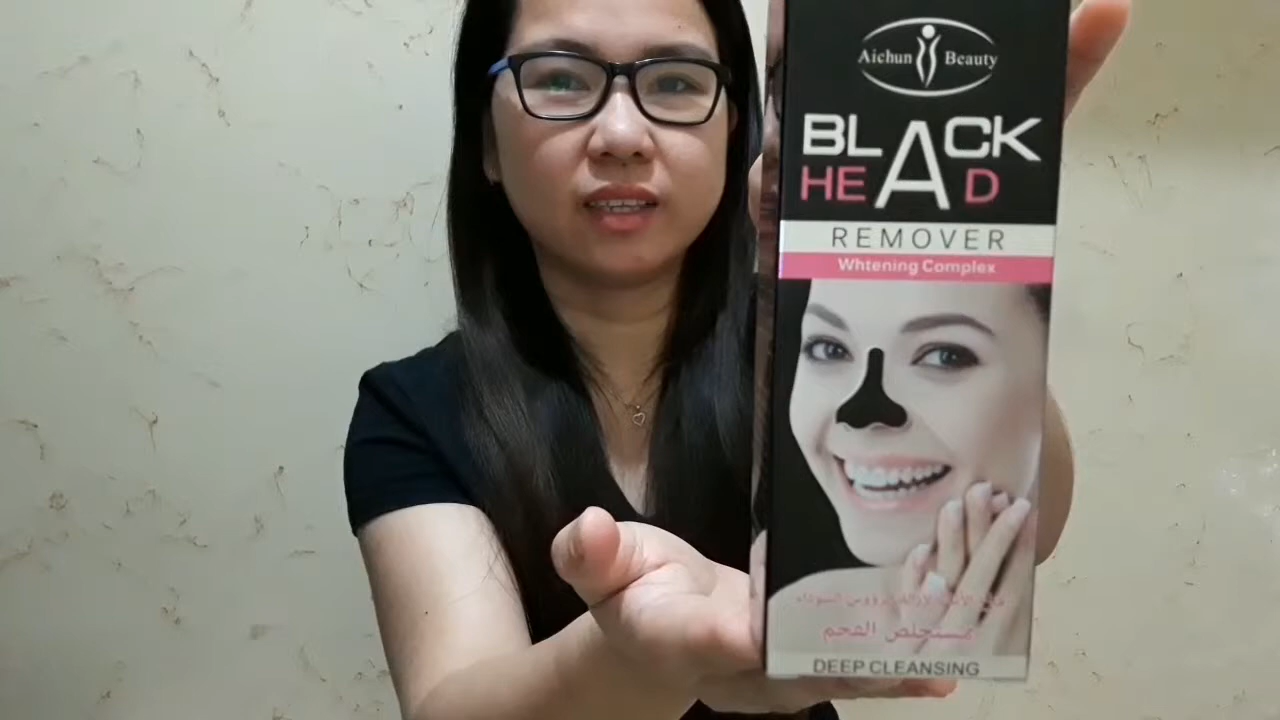 Aichun Beauty
BLACK
HEAD
REMOVER
Whtening Complex
مستخلص الفحم
DEEP CLEANSING